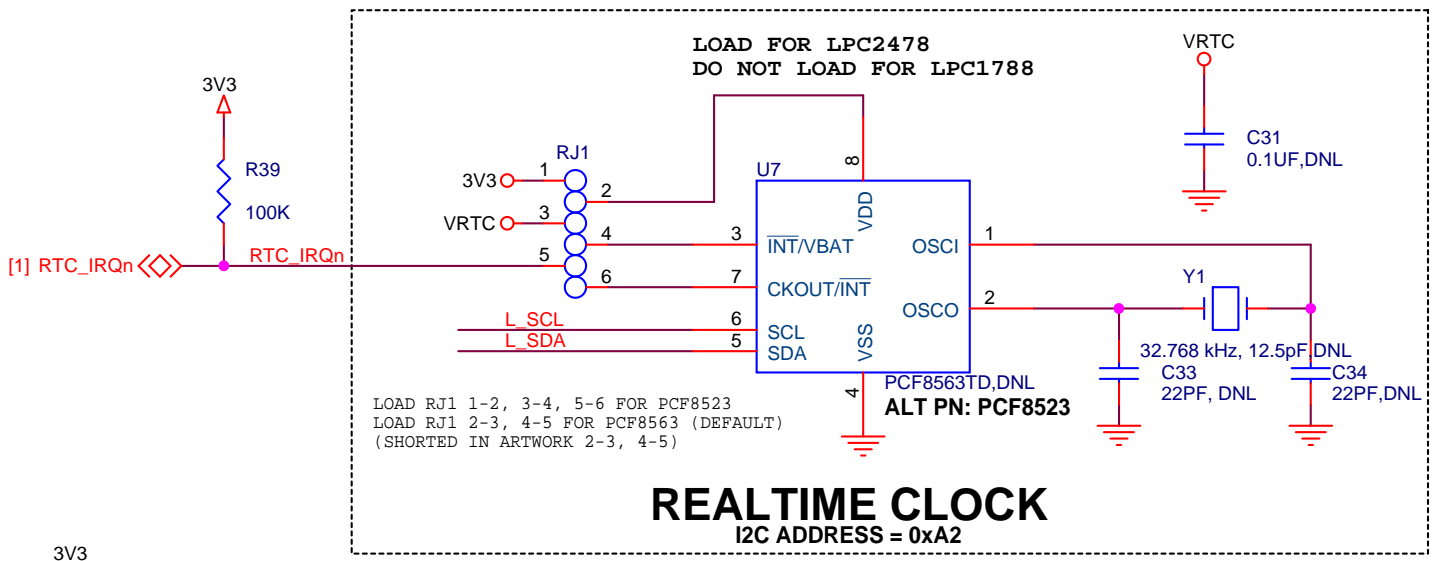 LOAD FOR LPC2478
DO NOT LOAD FOR LPC1788
VRTC
3V3
C31
0.1UF,DNL
R39
100K
RJ1
3V3
1
2
VRTC
3
4
5
6
U7
8
VDD
3
INT/VBAT
OSCI
1
7
CKOUT/INT
OSCO
2
6
SCL
5
SDA
VSS
4
Y1
[1] RTC_IRQn
RTC_IRQn
L_SCL
L_SDA
32.768 kHz, 12.5pF,DNL
C33
22PF, DNL
C34
22PF,DNL
PCF8563TD,DNL
ALT PN: PCF8523
LOAD RJ1 1-2, 3-4, 5-6 FOR PCF8523
LOAD RJ1 2-3, 4-5 FOR PCF8563 (DEFAULT)
(SHORTED IN ARTWORK 2-3, 4-5)
REALTIME CLOCK
I2C ADDRESS = 0xA2
3V3